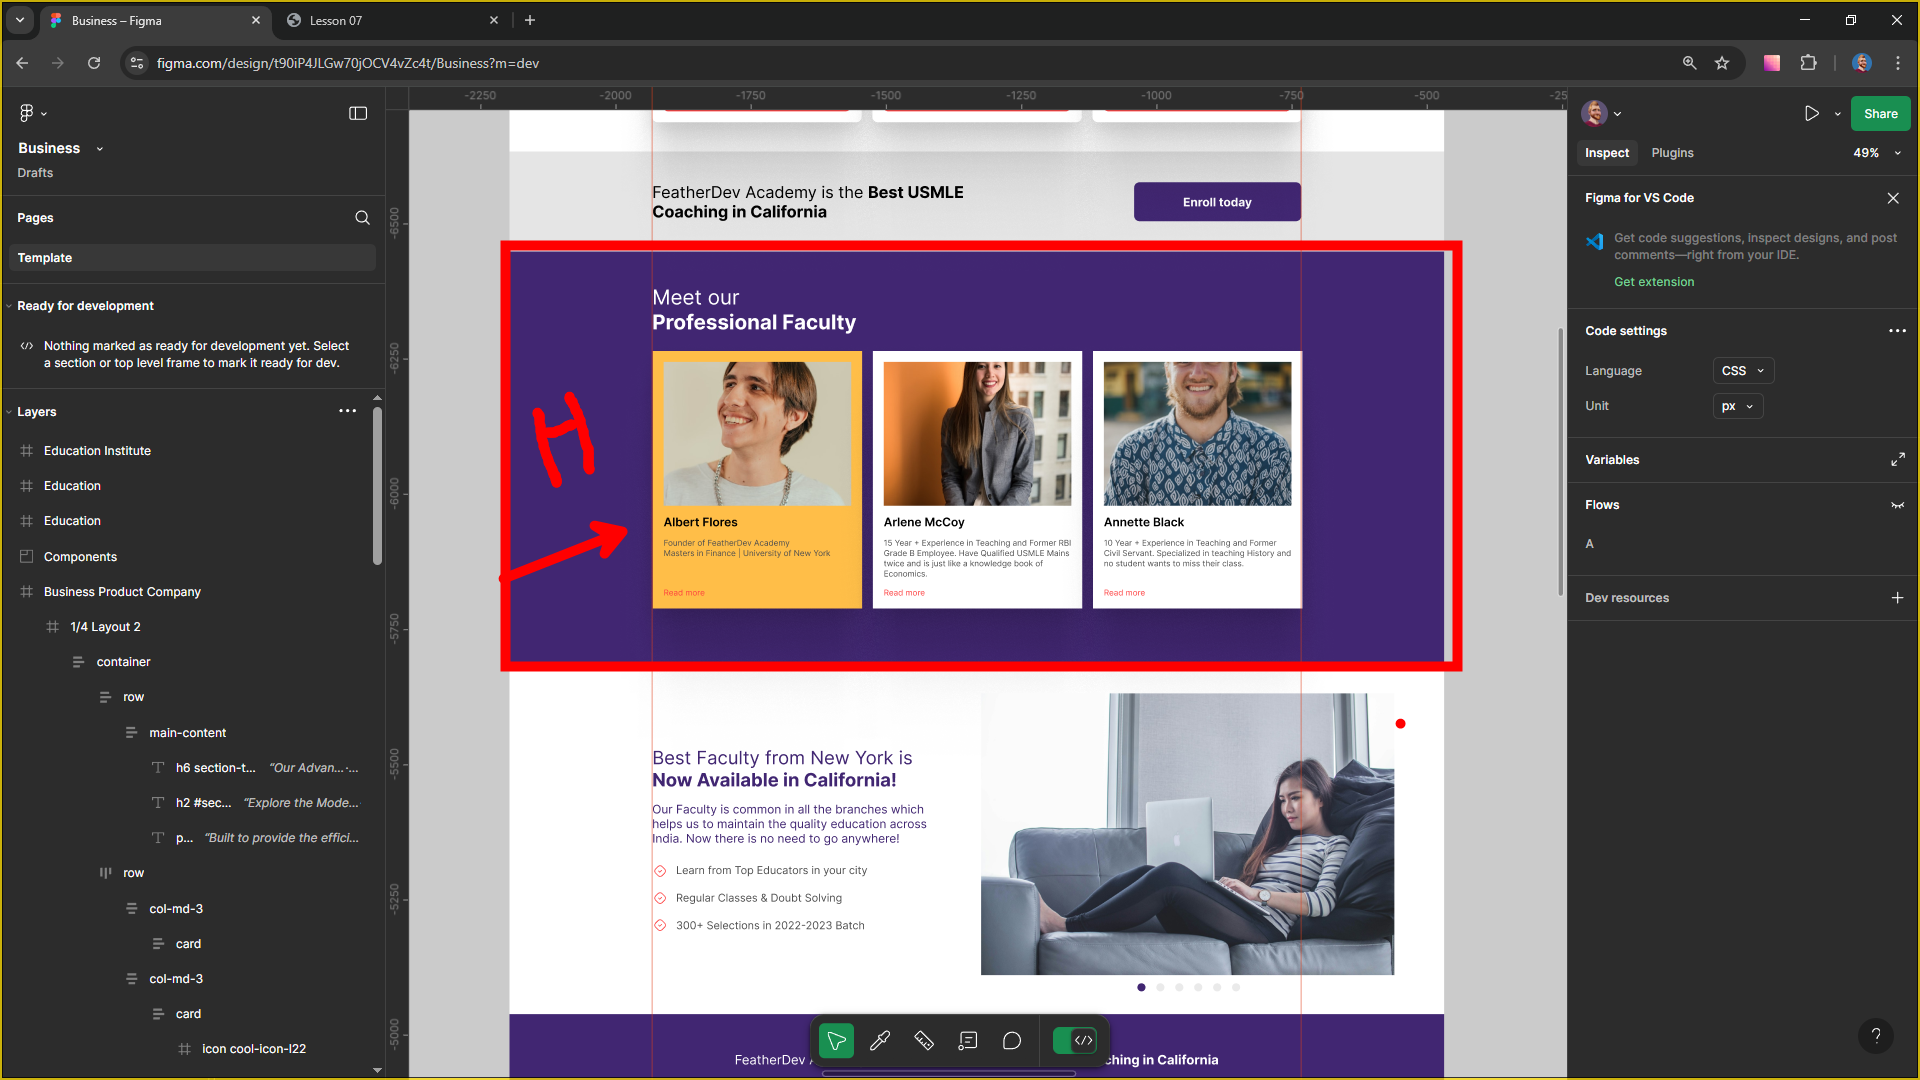 Business – Figma
Lesson 07
figma.com/design/t90iP4JLGw70jOCV4vZc4t/Business?m=dev
Business
Drafts
Pages
Template
Ready for development
Nothing marked as ready for development yet. Select
a section or top level frame to mark it ready for dev.
Layers
Education Institute
Education
Education
Components
Business Product Company
1/4 Layout 2
container
row
main-content
h6 section-t... “Our Advan...·...
h2 #sec... “Explore the Mode...
p... “Built to provide the effici...
row
col-md-3
card
col-md-3
card
icon cool-icon-l22
-2250 -2000 -1750 -1500 -1250 -1000 -750 -500 -25
-6500
-6250
-6000
-5750
-5500
-5250
-5000
FeatherDev Academy is the Best USMLE
Coaching in California
Enroll today
Meet our
Professional Faculty
H
Albert Flores
Founder of FeatherDev Academy
Masters in Finance | University of New York
Read more
Arlene McCoy
15 Year + Experience in Teaching and Former RBI
Grade B Employee. Have Qualified USMLE Mains
twice and is just like a knowledge book of
Economics.
Read more
Annette Black
10 Year + Experience in Teaching and Former
Civil Servant. Specialized in teaching History and
no student wants to miss their class.
Read more
Best Faculty from New York is
Now Available in California!
Our Faculty is common in all the branches which
helps us to maintain the quality education across
India. Now there is no need to go anywhere!
Learn from Top Educators in your city
Regular Classes & Doubt Solving
300+ Selections in 2022-2023 Batch
FeatherDev A
ching in California
Share
Inspect Plugins 49%
Figma for VS Code
Get code suggestions, inspect designs, and post
comments—right from your IDE.
Get extension
Code settings
Language CSS
Unit px
Variables
Flows
A
Dev resources
?